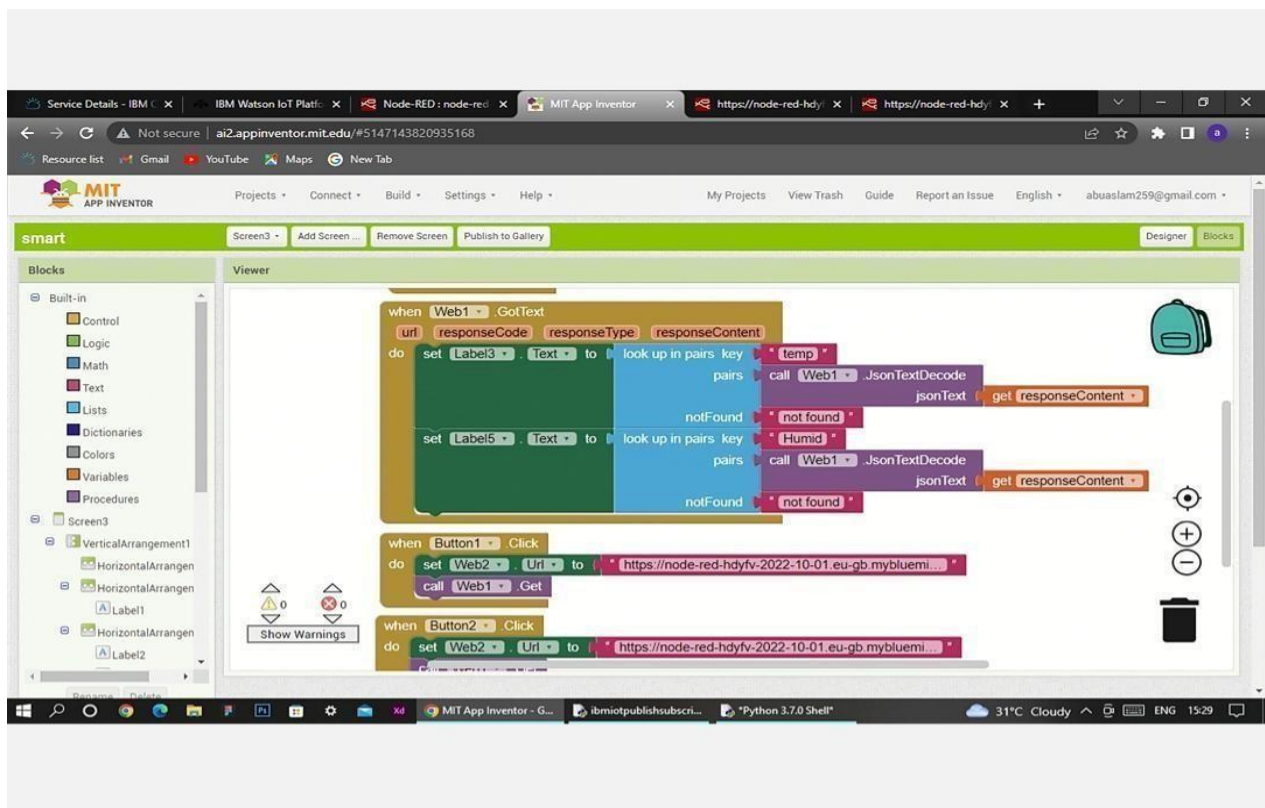 Service Details - IBM C
IBM Watson IoT Platfo
Node-RED : node-red
MIT App Inventor
https://node-red-hdyf
https://node-red-hdyf
Not secure | ai2.appinventor.mit.edu/#5147143820935168
Resource list Gmail YouTube Maps New Tab a
MIT
APP INVENTOR
Projects Connect Build Settings Help My Projects View Trash Guide Report an Issue English abuaslam259@gmail.com
smart Screen3 Add Screen ... Remove Screen Publish to Gallery Designer Blocks
Blocks Viewer
Built-in
Control
Logic
Math
Text
Lists
Dictionaries
Colors
Variables
Procedures
Screen3
VerticalArrangement1
HorizontalArrangen
HorizontalArrangen
Label1
HorizontalArrangen
Label2
Rename Delete
when Web1 .GotText
url responseCode responseType responseContent
do set Label3 . Text to look up in pairs key " temp "
pairs call Web1 .JsonTextDecode
jsonText get responseContent
notFound " not found "
set Label5 . Text to look up in pairs key " Humid "
pairs call Web1 .JsonTextDecode
jsonText get responseContent
notFound " not found "
when Button1 .Click
do set Web2 . Url to " https://node-red-hdyfv-2022-10-01.eu-gb.mybluemi... "
call Web1 .Get
when Button2 .Click
do set Web2 . Url to " https://node-red-hdyfv-2022-10-01.eu-gb.mybluemi... "
0 0
Show Warnings
Ps Xd MIT App Inventor - G... ibmiotpublishsubscri... *Python 3.7.0 Shell* 31°C Cloudy ENG 15:29